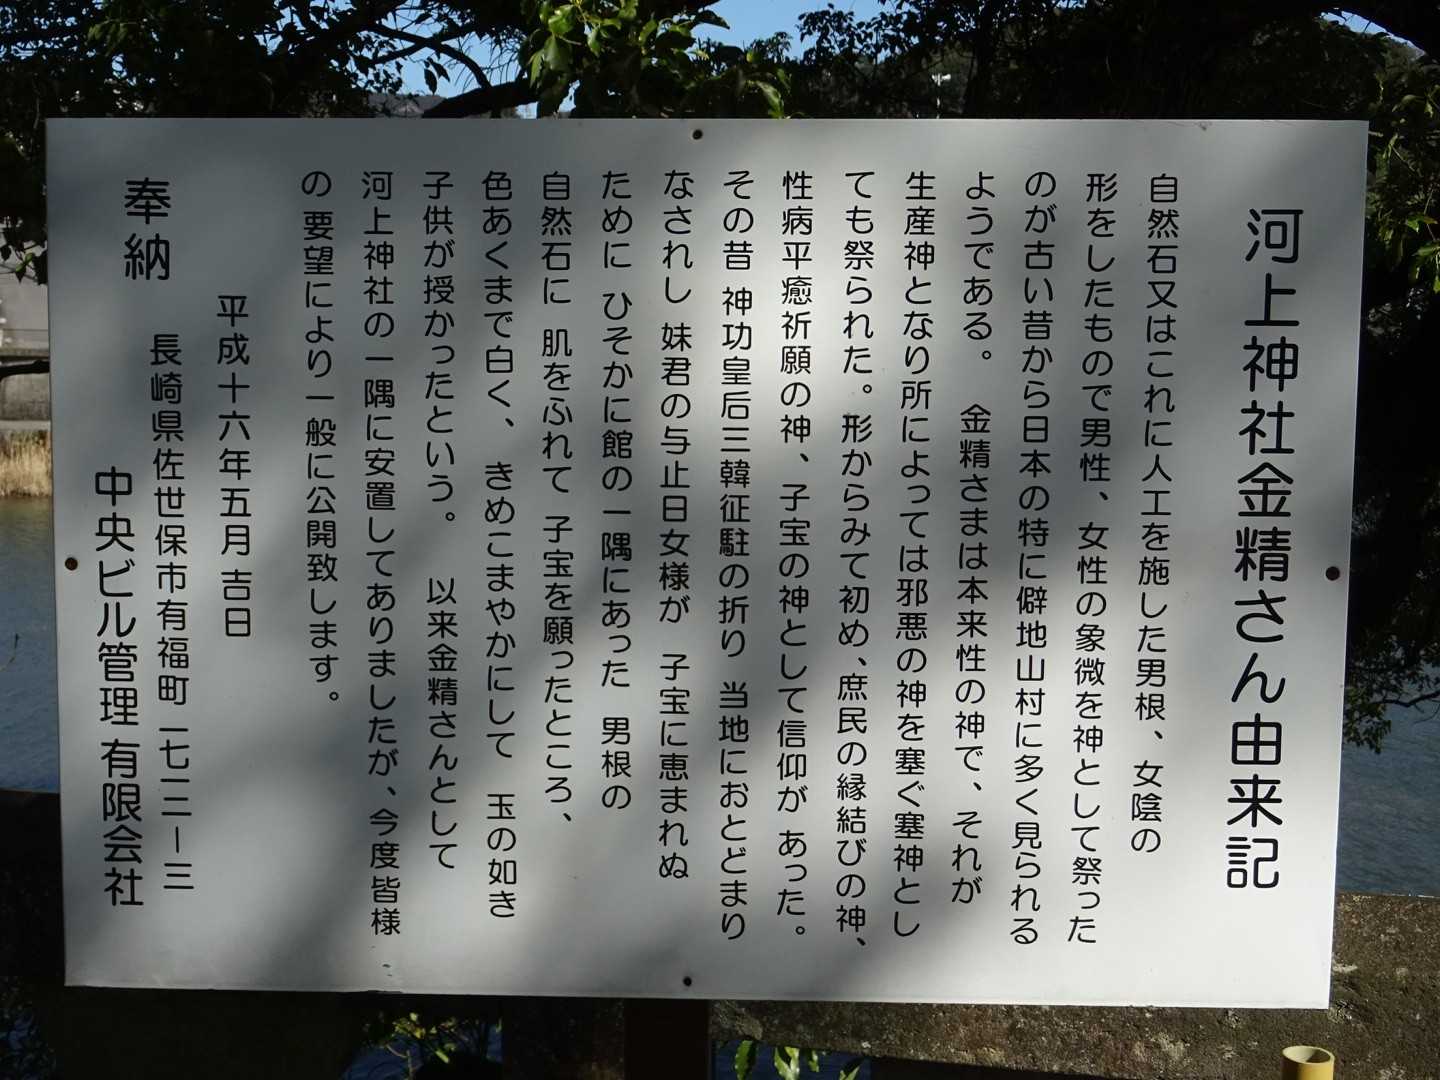 河上神社金精さん由来記
自然石又はこれに人工を施した男根、女陰の
形をしたもので男性、女性の象微を神として祭った
のが古い昔から日本の特に僻地山村に多く見られる
ようである。 金精さまは本来性の神で、それが
生産神となり所によっては邪悪の神を塞ぐ塞神とし
ても祭られた。形からみて初め、庶民の縁結びの神、
性病平癒祈願の神、子宝の神として信仰が あった。
その昔 神功皇后三韓征駐の折り 当地におとどまり
なされし 妹君の与止日女様が 子宝に恵まれぬ
ために ひそかに館の一隅にあった 男根の
自然石に 肌をふれて 子宝を願ったところ、
色あくまで白く、 きめこまやかにして 玉の如き
子供が授かったという。 以来金精さんとして
河上神社の一隅に安置してありましたが、今度皆様
の 要望により一般に公開致します。
平成十六年五月 吉日
奉納 長崎県佐世保市有福町 一七二二ー三
中央ビル管理 有限会社